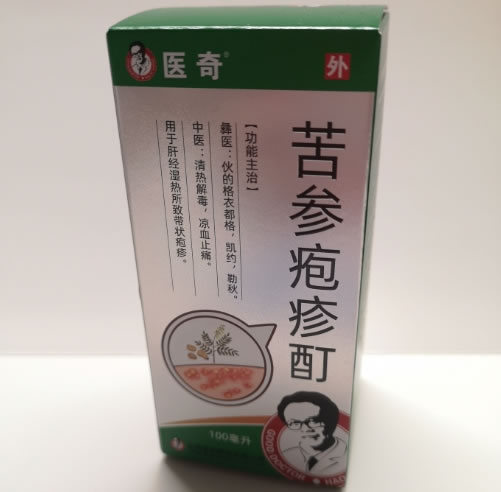 医奇®
外
苦参疱疹酊
【功能主治】
彝医：伙的格衣都格，凯约，勒秋。
中医：清热解毒，凉血止痛。
用于肝经湿热所致带状疱疹。
100毫升
GOOD DOCTOR